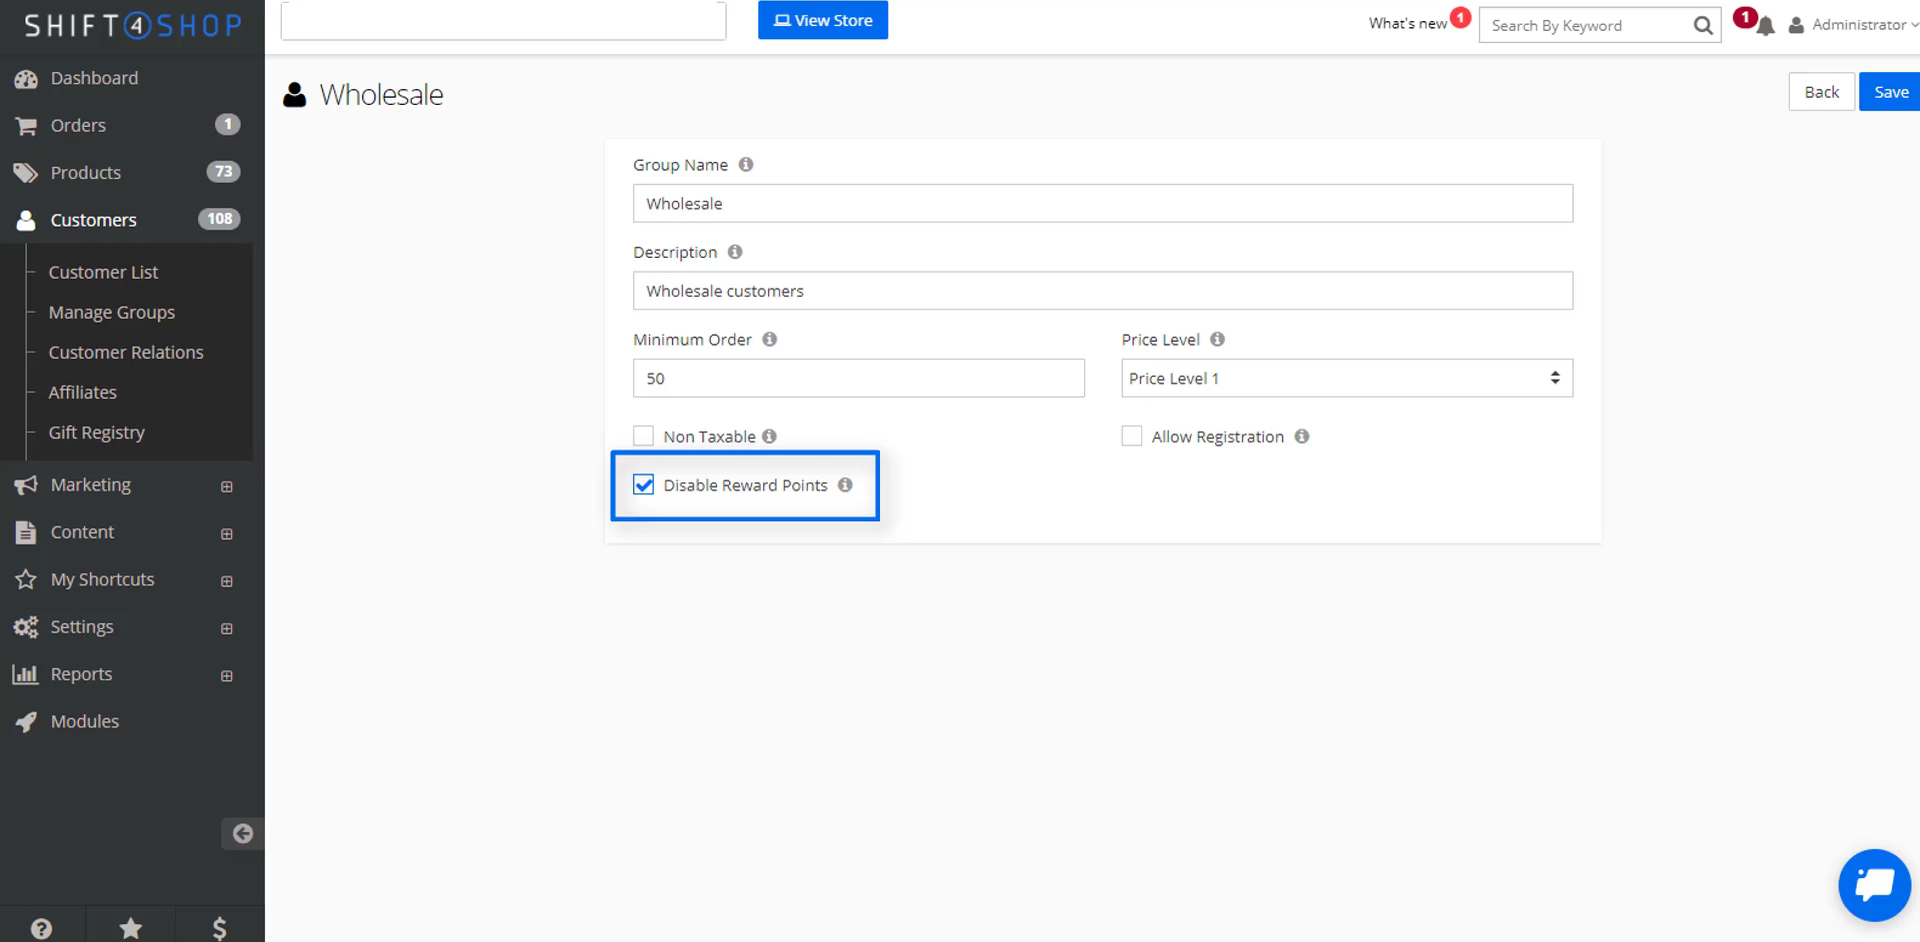 SHIFT4SHOP
View Store
What's new 1
Search By Keyword
1
Administrator
Dashboard
Orders 1
Products 73
Customers 108
Customer List
Manage Groups
Customer Relations
Affiliates
Gift Registry
Marketing
Content
My Shortcuts
Settings
Reports
Modules
Wholesale
Back
Save
Group Name
Wholesale
Description
Wholesale customers
Minimum Order
Price Level
50
Price Level 1
Non Taxable
Allow Registration
Disable Reward Points